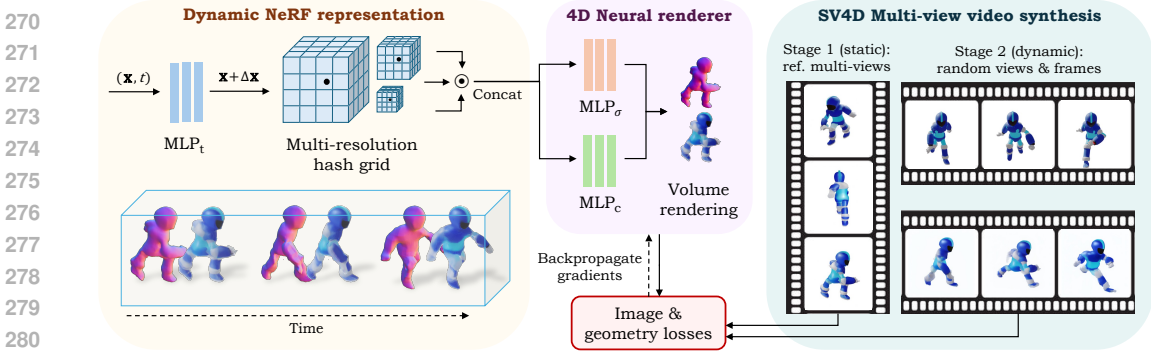 270
271
272
273
274
275
276
277
278
279
280
Dynamic NeRF representation
(x, t)
MLPt
x+Δx
Multi-resolution
hash grid
Concat
Time
4D Neural renderer
MLPσ
MLPc
Volume
rendering
Backpropagate
gradients
Image &
geometry losses
SV4D Multi-view video synthesis
Stage 1 (static):
ref. multi-views
Stage 2 (dynamic):
random views & frames